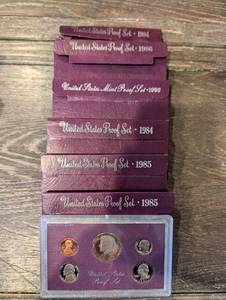 United States Proof Set · 1984
United States Proof Set · 1986
United States Mint Proof Set · 1993
United States Proof Set · 1984
United States Proof Set · 1985
United States Proof Set · 1985
United States
Proof Set